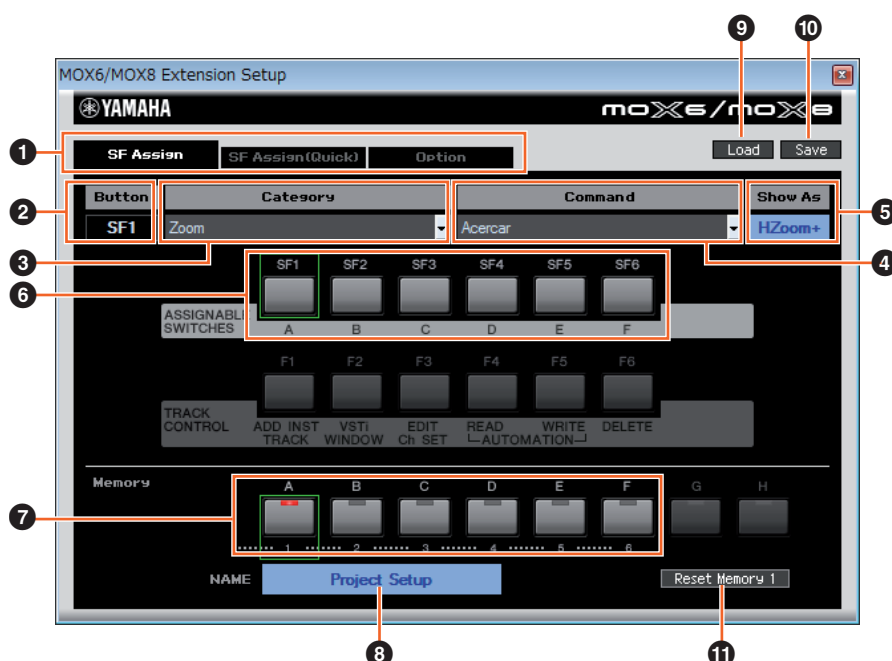 9 10
MOX6/MOX8 Extension Setup
YAMAHA moX6/moX8
1 SF Assign SF Assign(Quick) Option Load Save
2 Button Category Command Show As 5
SF1 Zoom Acercar HZoom+
3 4
6 SF1 SF2 SF3 SF4 SF5 SF6
ASSIGNABL
SWITCHES A B C D E F
F1 F2 F3 F4 F5 F6
TRACK
CONTROL ADD INST VSTi EDIT READ WRITE DELETE
TRACK WINDOW Ch SET AUTOMATION
Memory A B C D E F G H
7
1 2 3 4 5 6
NAME Project Setup Reset Memory 1
8 11